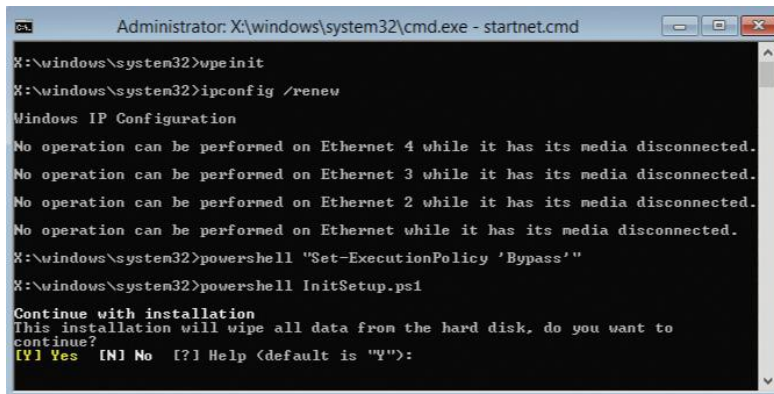 Administrator: X:\windows\system32\cmd.exe - startnet.cmd
X:\windows\system32>wpeinit
X:\windows\system32>ipconfig /renew
Windows IP Configuration
No operation can be performed on Ethernet 4 while it has its media disconnected.
No operation can be performed on Ethernet 3 while it has its media disconnected.
No operation can be performed on Ethernet 2 while it has its media disconnected.
No operation can be performed on Ethernet while it has its media disconnected.
X:\windows\system32>powershell "Set-ExecutionPolicy 'Bypass'"
X:\windows\system32>powershell InitSetup.ps1
Continue with installation
This installation will wipe all data from the hard disk, do you want to
continue?
[Y] Yes  [N] No  [?] Help (default is "Y"):